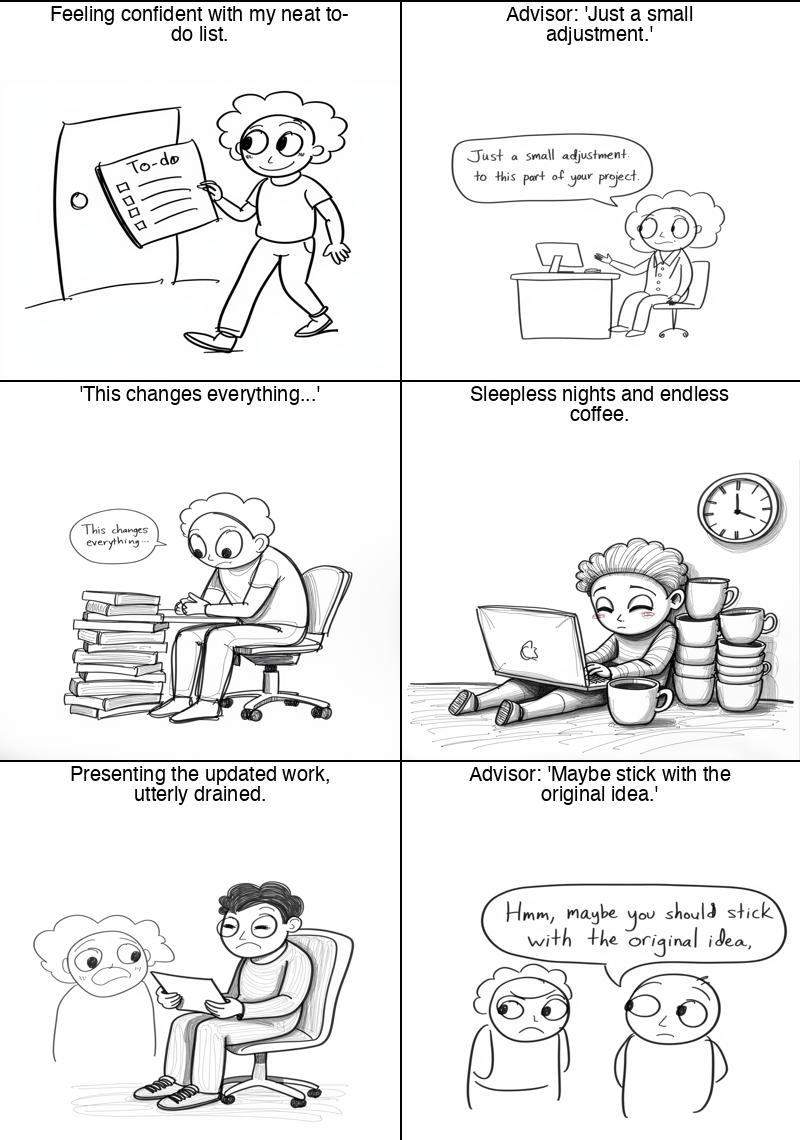 Feeling confident with my neat to-
do list.
To-do
Advisor: 'Just a small
adjustment.'
Just a small adjustment.
to this part of your project.
'This changes everything...'
This changes
everything...
Sleepless nights and endless
coffee.
Presenting the updated work,
utterly drained.
Advisor: 'Maybe stick with the
original idea.'
Hmm, maybe you should stick
with the original idea,